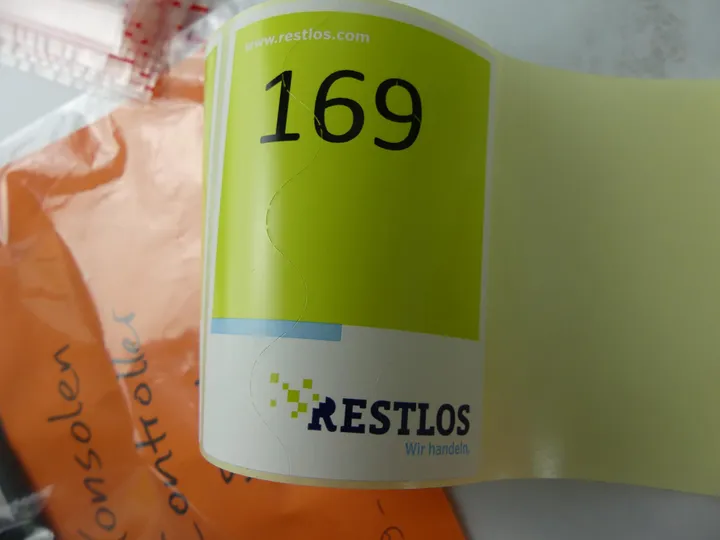 www.restlos.com
169
RESTLOS
Wir handeln.
Konsolen
Controller